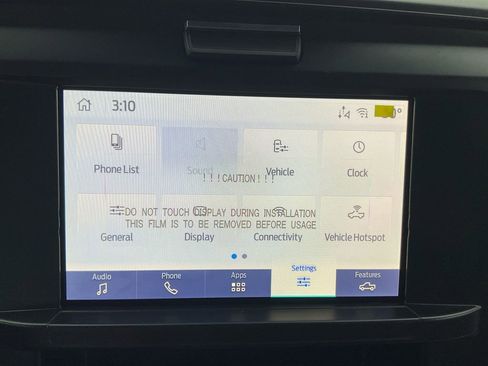 3:10
Phone List
Sound
Vehicle
Clock
!!!CAUTION!!!
DO NOT TOUCH DISPLAY DURING INSTALLATION
THIS FILM IS TO BE REMOVED BEFORE USAGE
General
Display
Connectivity
Vehicle Hotspot
Audio
Phone
Apps
Settings
Features